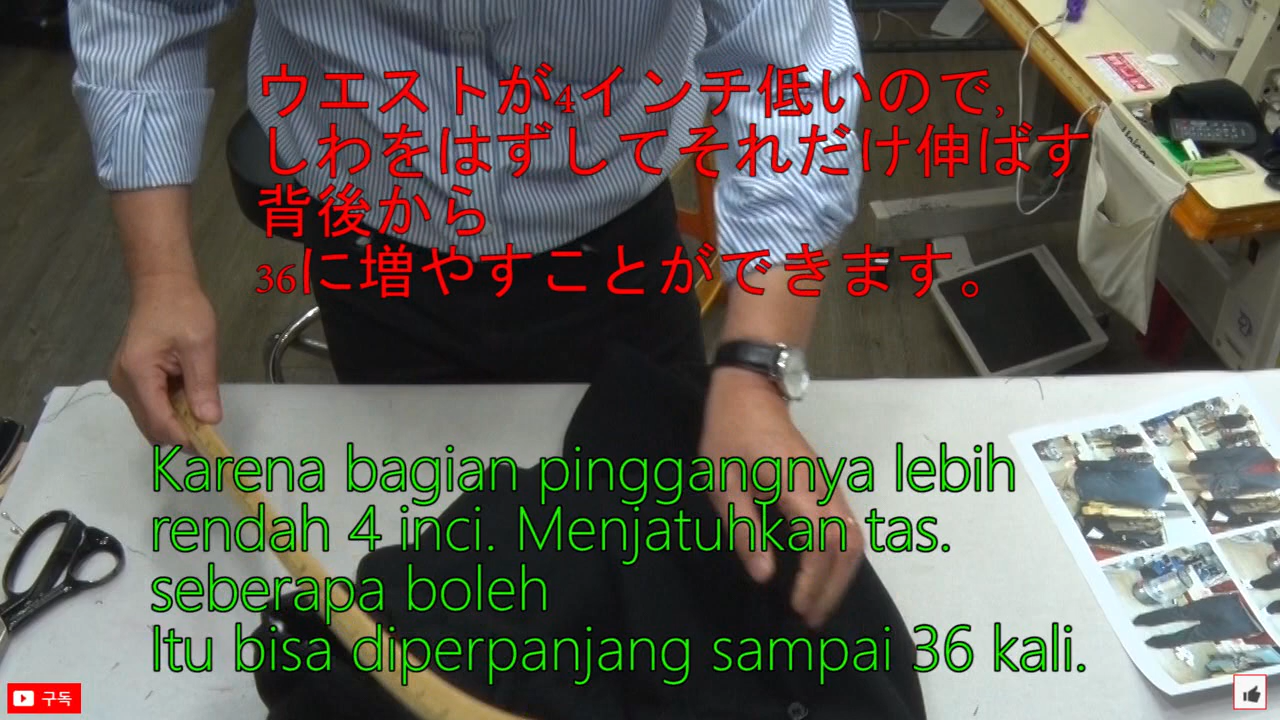 ウエストが4インチ低いので,
しわをはずしてそれだけ伸ばす
背後から
36に増やすことができます。
Karena bagian pinggangnya lebih
rendah 4 inci. Menjatuhkan tas.
seberapa boleh
Itu bisa diperpanjang sampai 36 kali.
구독